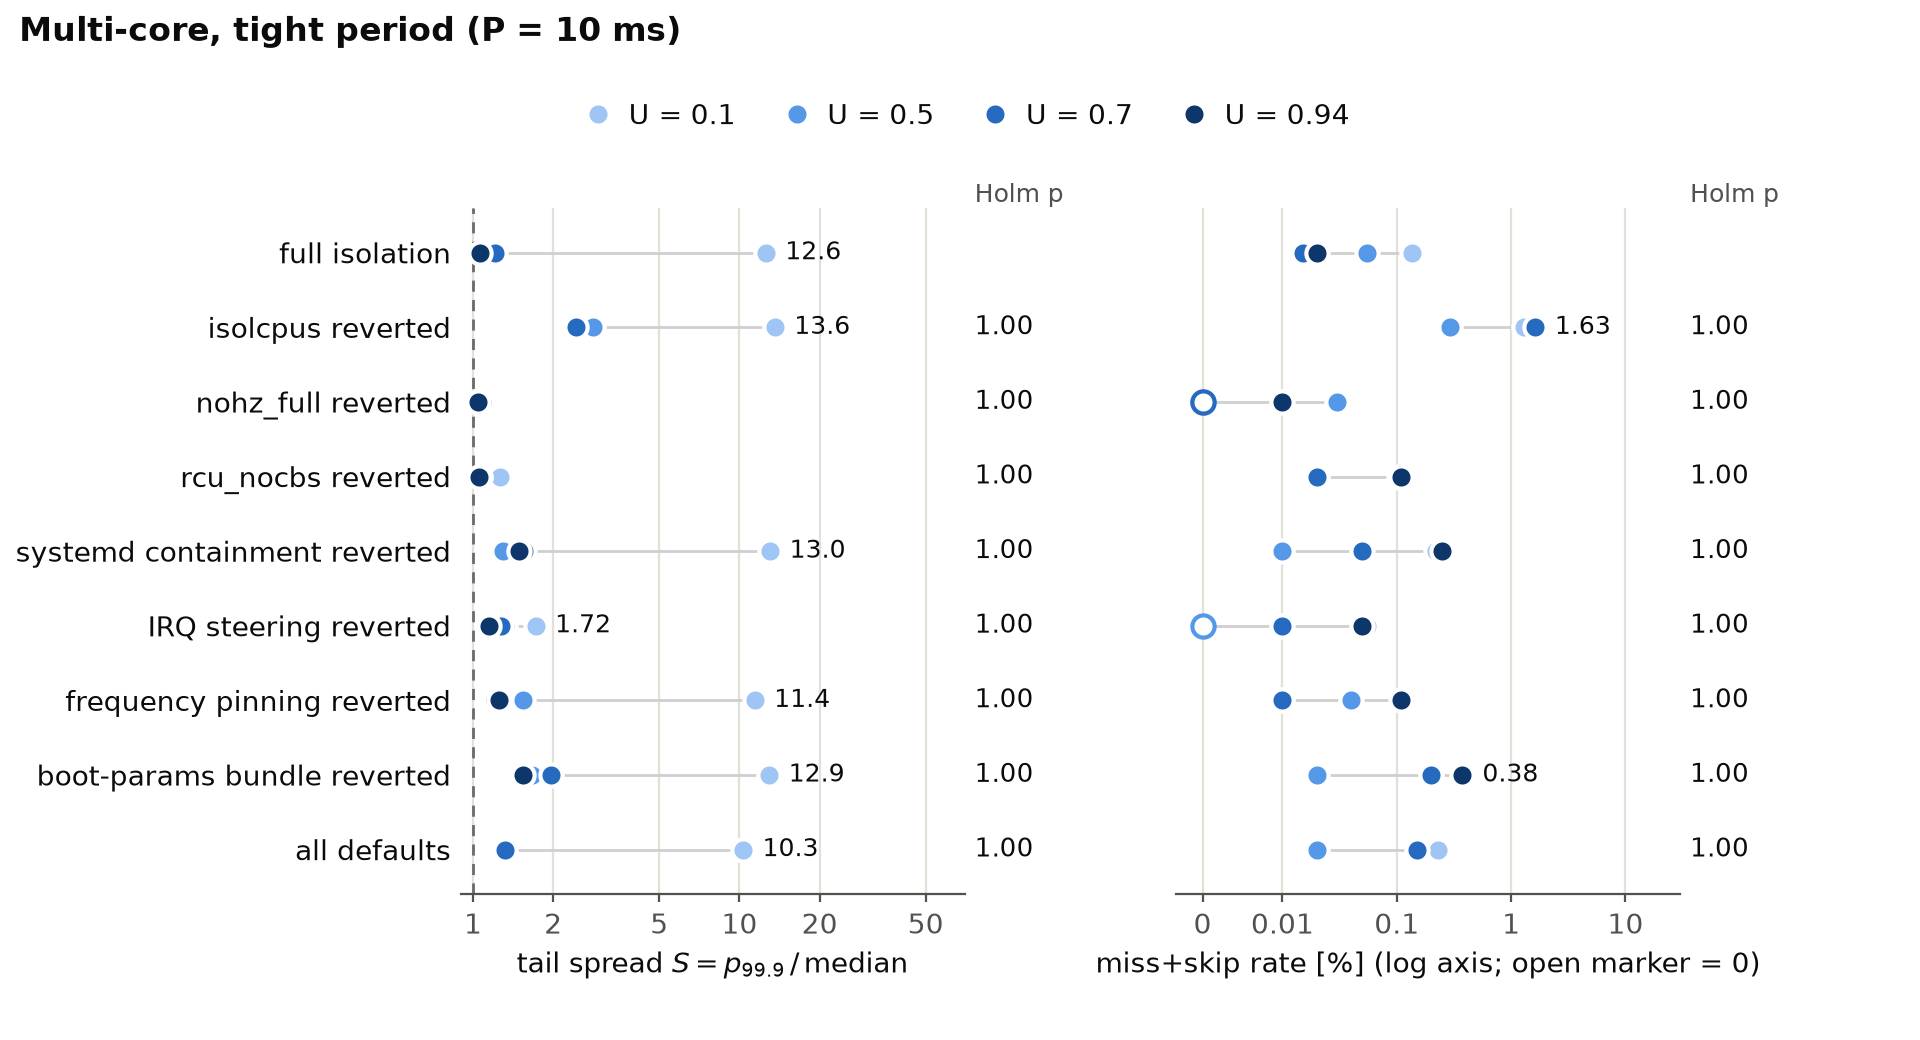 Multi-core, tight period (P = 10 ms)
U = 0.1 U = 0.5 U = 0.7 U = 0.94
Holm p Holm p
full isolation 12.6
isolcpus reverted 13.6 1.00 1.63 1.00
nohz_full reverted 1.00 1.00
rcu_nocbs reverted 1.00 1.00
systemd containment reverted 13.0 1.00 1.00
IRQ steering reverted 1.72 1.00 1.00
frequency pinning reverted 11.4 1.00 1.00
boot-params bundle reverted 12.9 1.00 0.38 1.00
all defaults 10.3 1.00 1.00
1 2 5 10 20 50 0 0.01 0.1 1 10
tail spread S = p99.9 / median miss+skip rate [%] (log axis; open marker = 0)